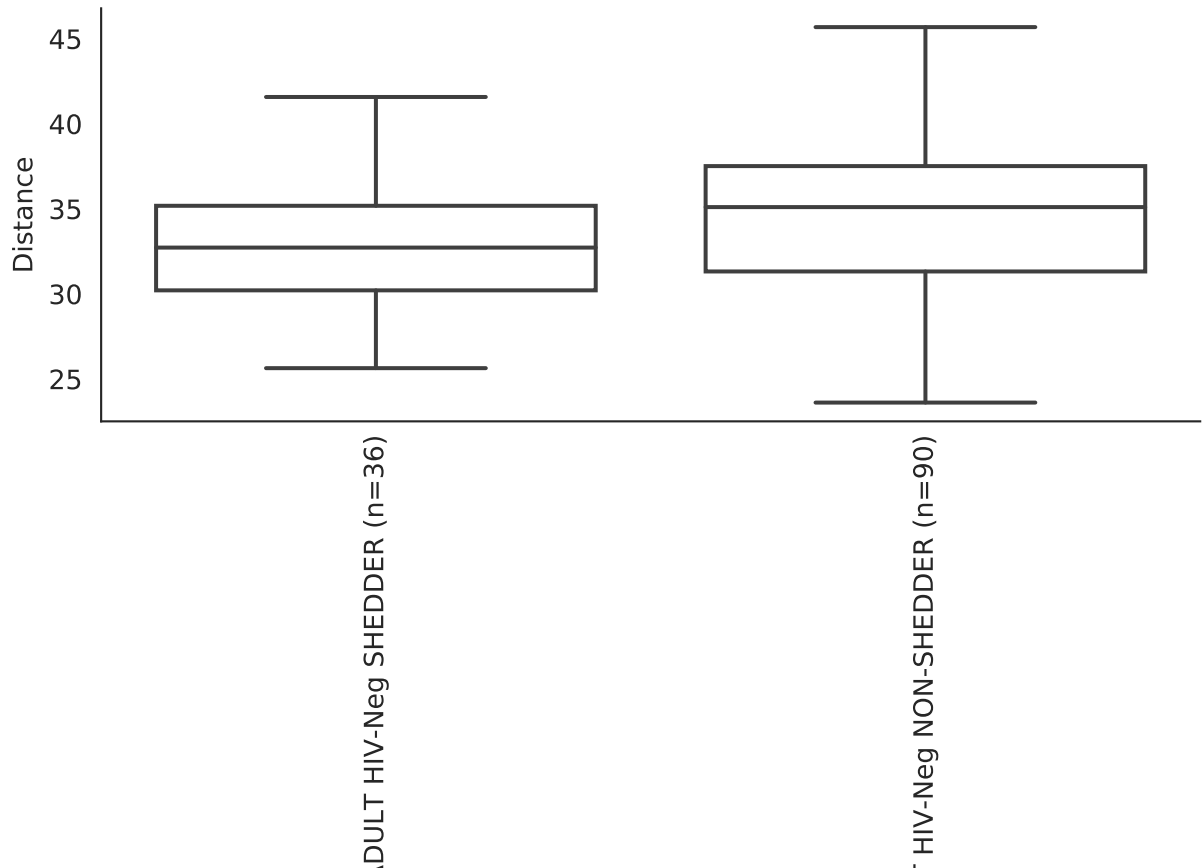 45
40
35
30
25
Distance
ADULT HIV-Neg SHEDDER (n=36)
HIV-Neg NON-SHEDDER (n=90)